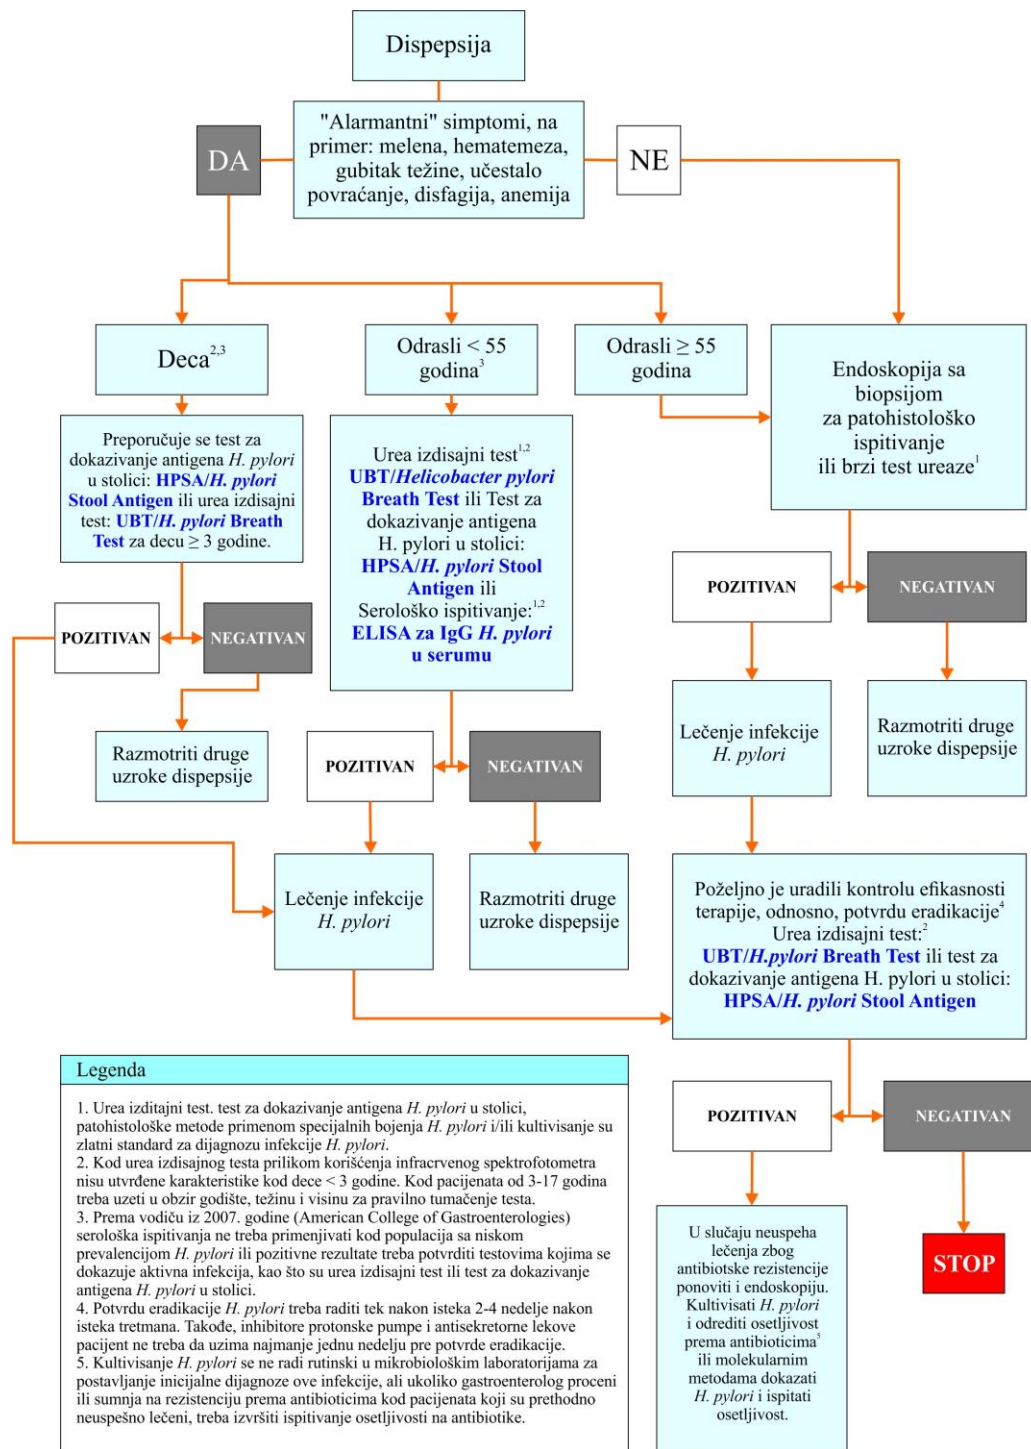 Dispepsija
"Alarmantni" simptomi, na
primer: melena, hematemeza,
gubitak težine, učestalo
povraćanje, disfagija, anemija
DA
NE
Deca2,3
Odrasli < 55
godina3
Odrasli ≥ 55
godina
Endoskopija sa
biopsijom
za patohistološko
ispitivanje
ili brzi test ureaze1
Preporučuje se test za
dokazivanje antigena H. pylori
u stolici: HPSA/H. pylori
Stool Antigen ili urea izdisajni
test: UBT/H. pylori Breath
Test za decu ≥ 3 godine.
Urea izdisajni test1,2
UBT/Helicobacter pylori
Breath Test ili Test za
dokazivanje antigena
H. pylori u stolici:
HPSA/H. pylori Stool
Antigen ili
Serološko ispitivanje:1,2
ELISA za IgG H. pylori
u serumu
POZITIVAN
NEGATIVAN
POZITIVAN
NEGATIVAN
Razmotriti druge
uzroke dispepsije
Lečenje infekcije
H. pylori
Razmotriti druge
uzroke dispepsije
POZITIVAN
NEGATIVAN
Lečenje infekcije
H. pylori
Razmotriti druge
uzroke dispepsije
Poželjno je uradili kontrolu efikasnosti
terapije, odnosno, potvrdu eradikacije4
Urea izdisajni test:2
UBT/H.pylori Breath Test ili test za
dokazivanje antigena H. pylori u stolici:
HPSA/H. pylori Stool Antigen
POZITIVAN
NEGATIVAN
U slučaju neuspeha
lečenja zbog
antibiotske rezistencije
ponoviti i endoskopiju.
Kultivisati H. pylori
i odrediti osetljivost
prema antibioticima5
ili molekularnim
metodama dokazati
H. pylori i ispitati
osetljivost.
STOP
Legenda
1. Urea izditajni test. test za dokazivanje antigena H. pylori u stolici,
patohistološke metode primenom specijalnih bojenja H. pylori i/ili kultivisanje su
zlatni standard za dijagnozu infekcije H. pylori.
2. Kod urea izdisajnog testa prilikom korišćenja infracrvenog spektrofotometra
nisu utvrđene karakteristike kod dece < 3 godine. Kod pacijenata od 3-17 godina
treba uzeti u obzir godište, težinu i visinu za pravilno tumačenje testa.
3. Prema vodiču iz 2007. godine (American College of Gastroenterologies)
serološka ispitivanja ne treba primenjivati kod populacija sa niskom
prevalencijom H. pylori ili pozitivne rezultate treba potvrditi testovima kojima se
dokazuje aktivna infekcija, kao što su urea izdisajni test ili test za dokazivanje
antigena H. pylori u stolici.
4. Potvrdu eradikacije H. pylori treba raditi tek nakon isteka 2-4 nedelje nakon
isteka tretmana. Takođe, inhibitore protonske pumpe i antisekretorne lekove
pacijent ne treba da uzima najmanje jednu nedelju pre potvrde eradikacije.
5. Kultivisanje H. pylori se ne radi rutinski u mikrobiološkim laboratorijama za
postavljanje inicijalne dijagnoze ove infekcije, ali ukoliko gastroenterolog proceni
ili sumnja na rezistenciju prema antibioticima kod pacijenata koji su prethodno
neuspešno lečeni, treba izvršiti ispitivanje osetljivosti na antibiotike.